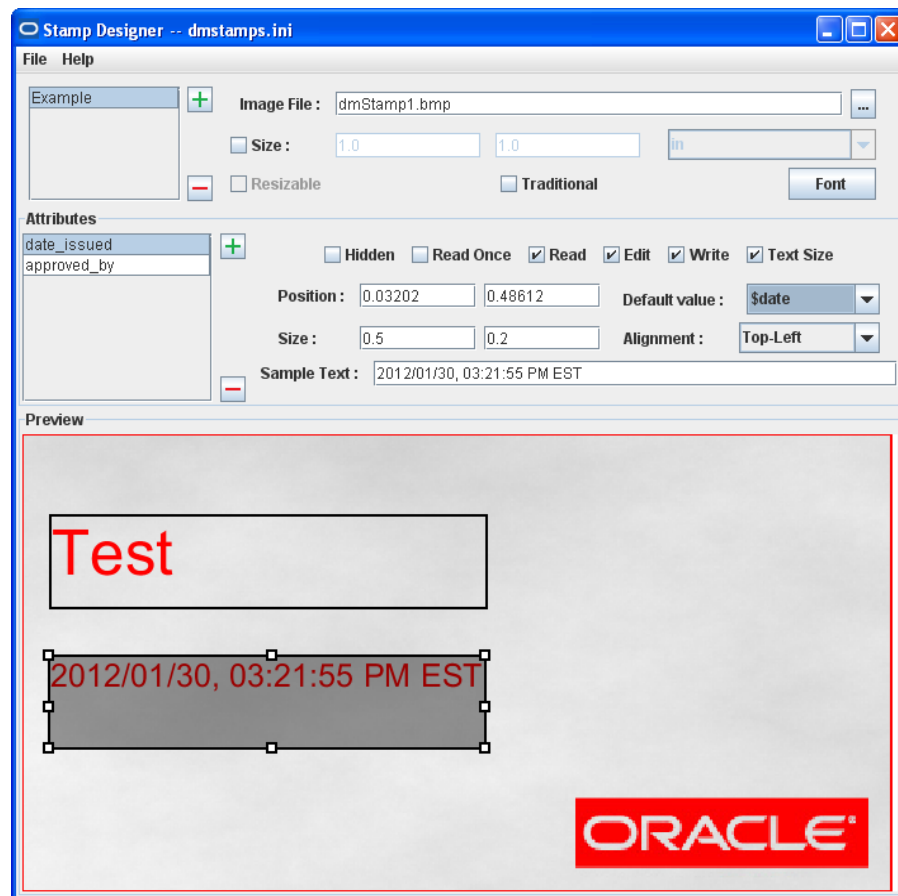 Stamp Designer -- dmstamps.ini
File Help
Example
Image File : dmStamp1.bmp ...
Size : 1.0 1.0 in
Resizable Traditional Font
Attributes
date_issued
approved_by
Hidden Read Once Read Edit Write Text Size
Position : 0.03202 0.48612 Default value : $date
Size : 0.5 0.2 Alignment : Top-Left
Sample Text : 2012/01/30, 03:21:55 PM EST
Preview
Test
2012/01/30, 03:21:55 PM EST
ORACLE